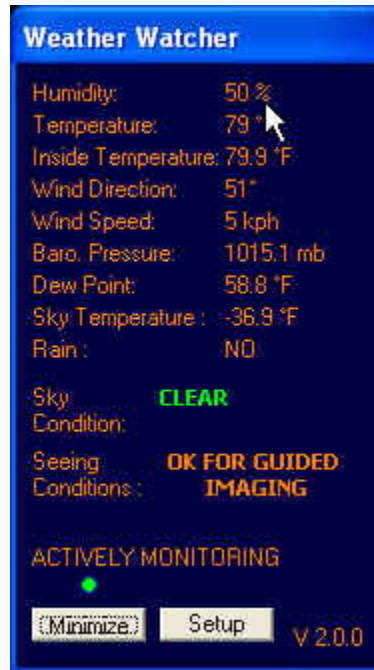 Weather Watcher
Humidity: 50 %
Temperature: 79 °
Inside Temperature: 79.9 °F
Wind Direction: 51°
Wind Speed: 5 kph
Baro. Pressure: 1015.1 mb
Dew Point: 58.8 °F
Sky Temperature : -36.9 °F
Rain : NO
Sky CLEAR
Condition:
Seeing OK FOR GUIDED
Conditions : IMAGING
ACTIVELY MONITORING
Minimize Setup V 2.0.0